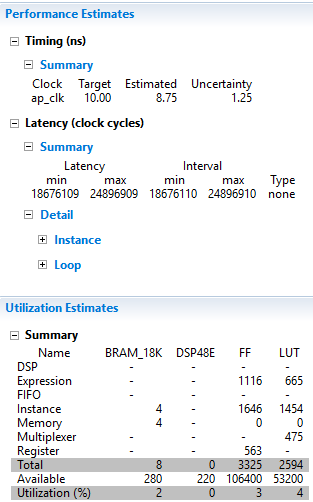 Performance Estimates
Timing (ns)
Summary
Clock Target Estimated Uncertainty
ap_clk 10.00 8.75 1.25
Latency (clock cycles)
Summary
Latency Interval
min max min max Type
18676109 24896909 18676110 24896910 none
Detail
Instance
Loop
Utilization Estimates
Summary
Name BRAM_18K DSP48E FF LUT
DSP - - - -
Expression - - 1116 665
FIFO - - - -
Instance 4 - 1646 1454
Memory 4 - 0 0
Multiplexer - - - 475
Register - - 563 -
Total 8 0 3325 2594
Available 280 220 106400 53200
Utilization (%) 2 0 3 4